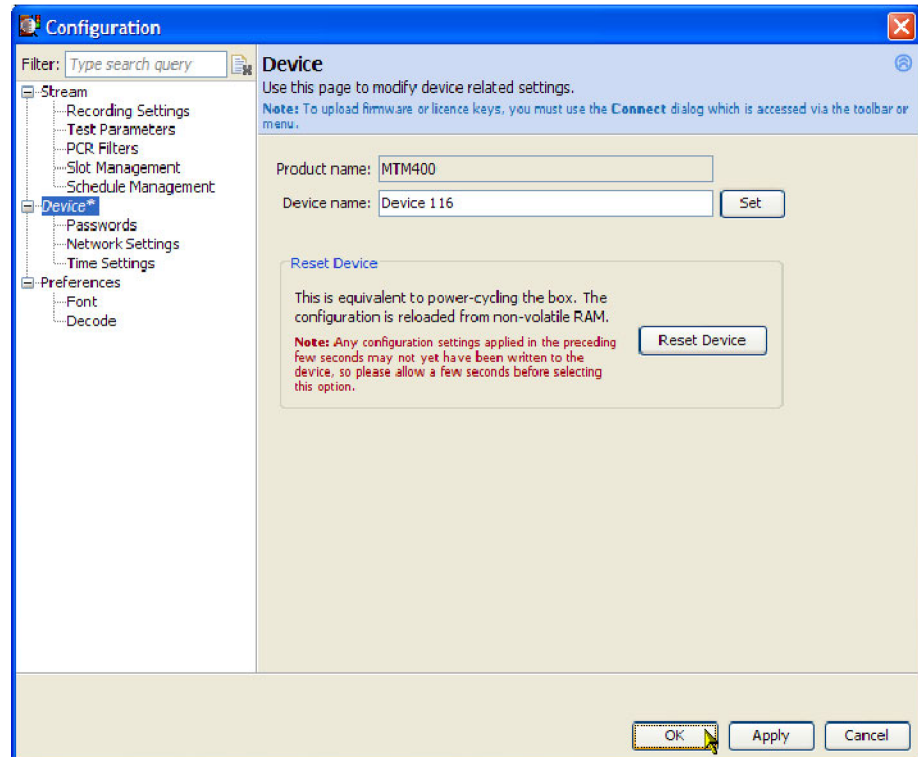 Configuration
Filter: Type search query
Stream
Recording Settings
Test Parameters
PCR Filters
Slot Management
Schedule Management
Device*
Passwords
Network Settings
Time Settings
Preferences
Font
Decode
Device
Use this page to modify device related settings.
Note: To upload firmware or licence keys, you must use the Connect dialog which is accessed via the toolbar or
menu.
Product name: MTM400
Device name: Device 116 Set
Reset Device
This is equivalent to power-cycling the box. The
configuration is reloaded from non-volatile RAM.
Note: Any configuration settings applied in the preceding
few seconds may not yet have been written to the
device, so please allow a few seconds before selecting
this option.
Reset Device
OK Apply Cancel